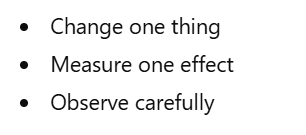 • Change one thing
• Measure one effect
• Observe carefully